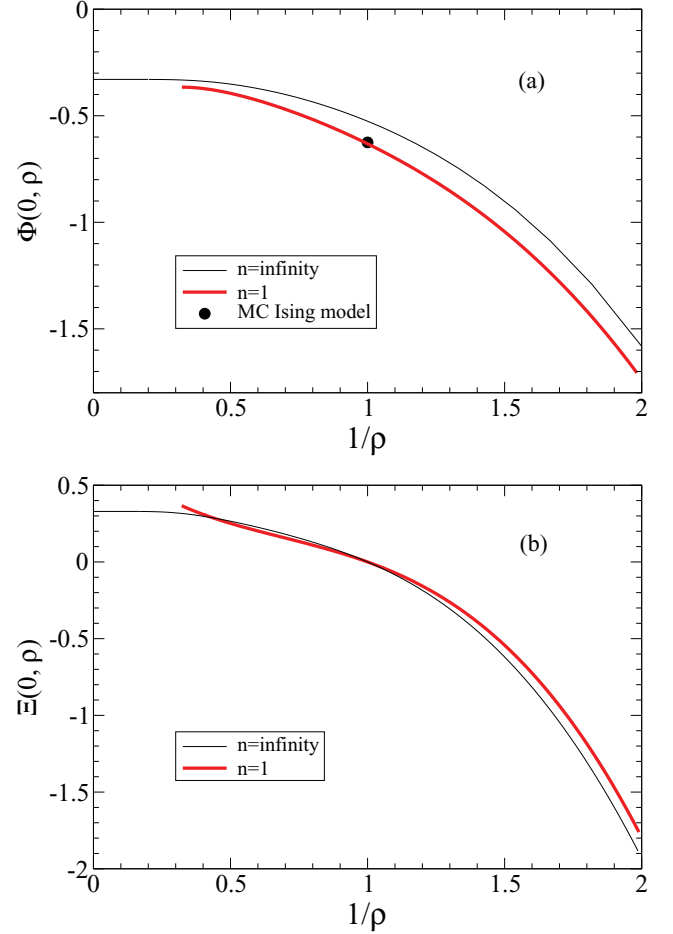 0
-0.5
-1
-1.5
Φ(0, ρ)
(a)
n=infinity
n=1
MC Ising model
0 0.5 1 1.5 2
1/ρ
0.5
0
-0.5
-1
-1.5
-2
Ξ(0, ρ)
(b)
n=infinity
n=1
0 0.5 1 1.5 2
1/ρ